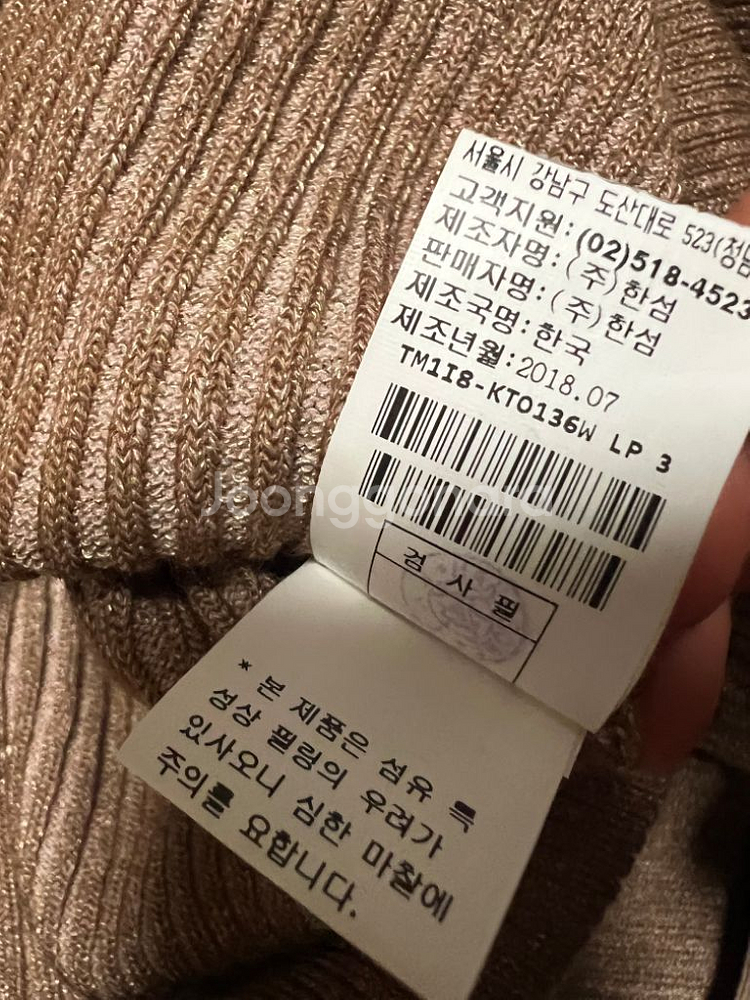 서울시 강남구 도산대로 523(청담
고객지원:(02)518-4523
제조자명:(주)한섬
판매자명:(주)한섬
제조국명:한국
제조년월:2018.07
TM1I8-KTO136W LP 3
검 사 필
* 본 제품은 섬유 특
성상 필링의 우려가
있사오니 심한 마찰에
주의를 요합니다.
Joonggonara